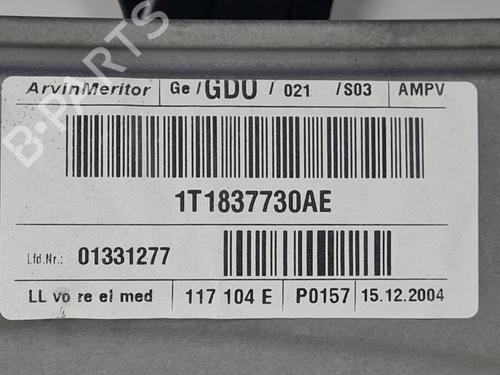 ArvinMeritor Ge / GDO / 021 / S03 AMPV
1T1837730AE
Lfd.Nr.: 01331277
LL vo re el med 117 104 E P0157 15.12.2004
B-PARTS